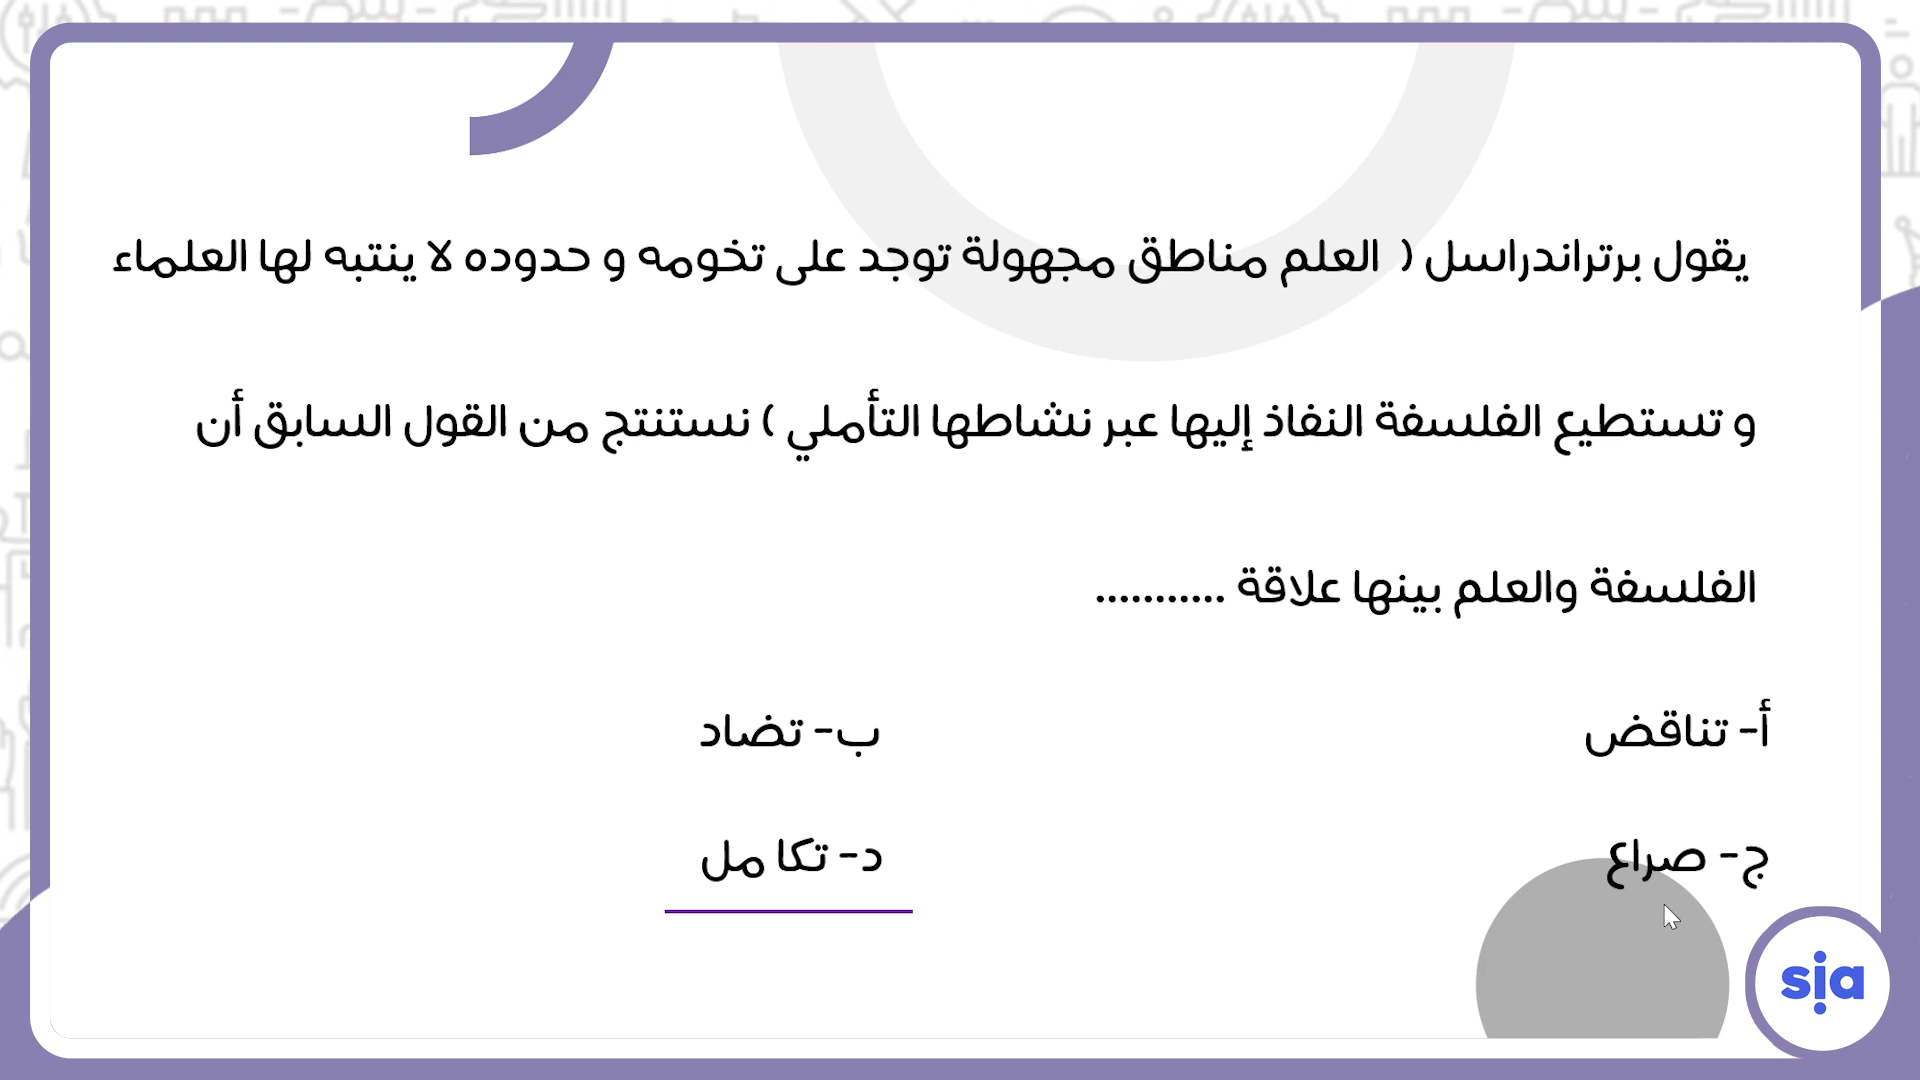 يقول برتراندراسل ( العلم مناطق مجهولة توجد على تخومه و حدوده لا ينتبه لها العلماء
و تستطيع الفلسفة النفاذ إليها عبر نشاطها التأملي ) نستنتج من القول السابق أن
الفلسفة والعلم بينها علاقة ...........
أ- تناقض
ب- تضاد
ج- صراع
د- تكا مل
sia